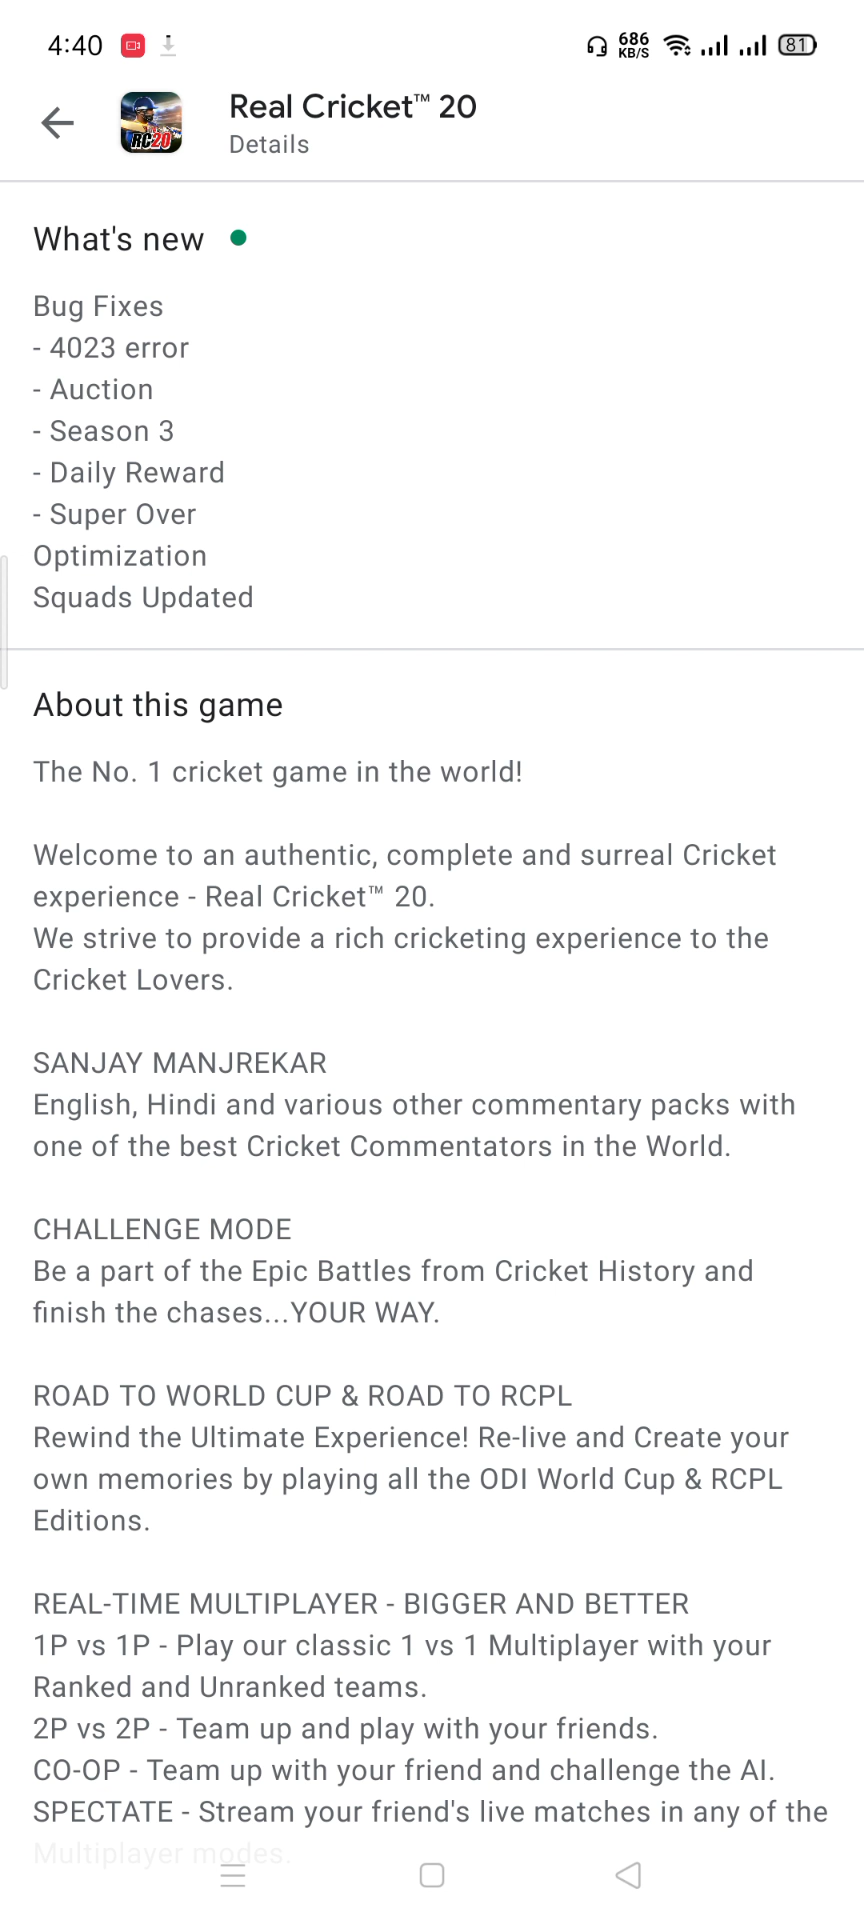 4:40
686
KB/S
81
Real Cricket™ 20
RC20
Details
What's new
Bug Fixes
- 4023 error
- Auction
- Season 3
- Daily Reward
- Super Over
Optimization
Squads Updated
About this game
The No. 1 cricket game in the world!
Welcome to an authentic, complete and surreal Cricket
experience - Real Cricket™ 20.
We strive to provide a rich cricketing experience to the
Cricket Lovers.
SANJAY MANJREKAR
English, Hindi and various other commentary packs with
one of the best Cricket Commentators in the World.
CHALLENGE MODE
Be a part of the Epic Battles from Cricket History and
finish the chases...YOUR WAY.
ROAD TO WORLD CUP & ROAD TO RCPL
Rewind the Ultimate Experience! Re-live and Create your
own memories by playing all the ODI World Cup & RCPL
Editions.
REAL-TIME MULTIPLAYER - BIGGER AND BETTER
1P vs 1P - Play our classic 1 vs 1 Multiplayer with your
Ranked and Unranked teams.
2P vs 2P - Team up and play with your friends.
CO-OP - Team up with your friend and challenge the AI.
SPECTATE - Stream your friend's live matches in any of the
Multiplayer modes.